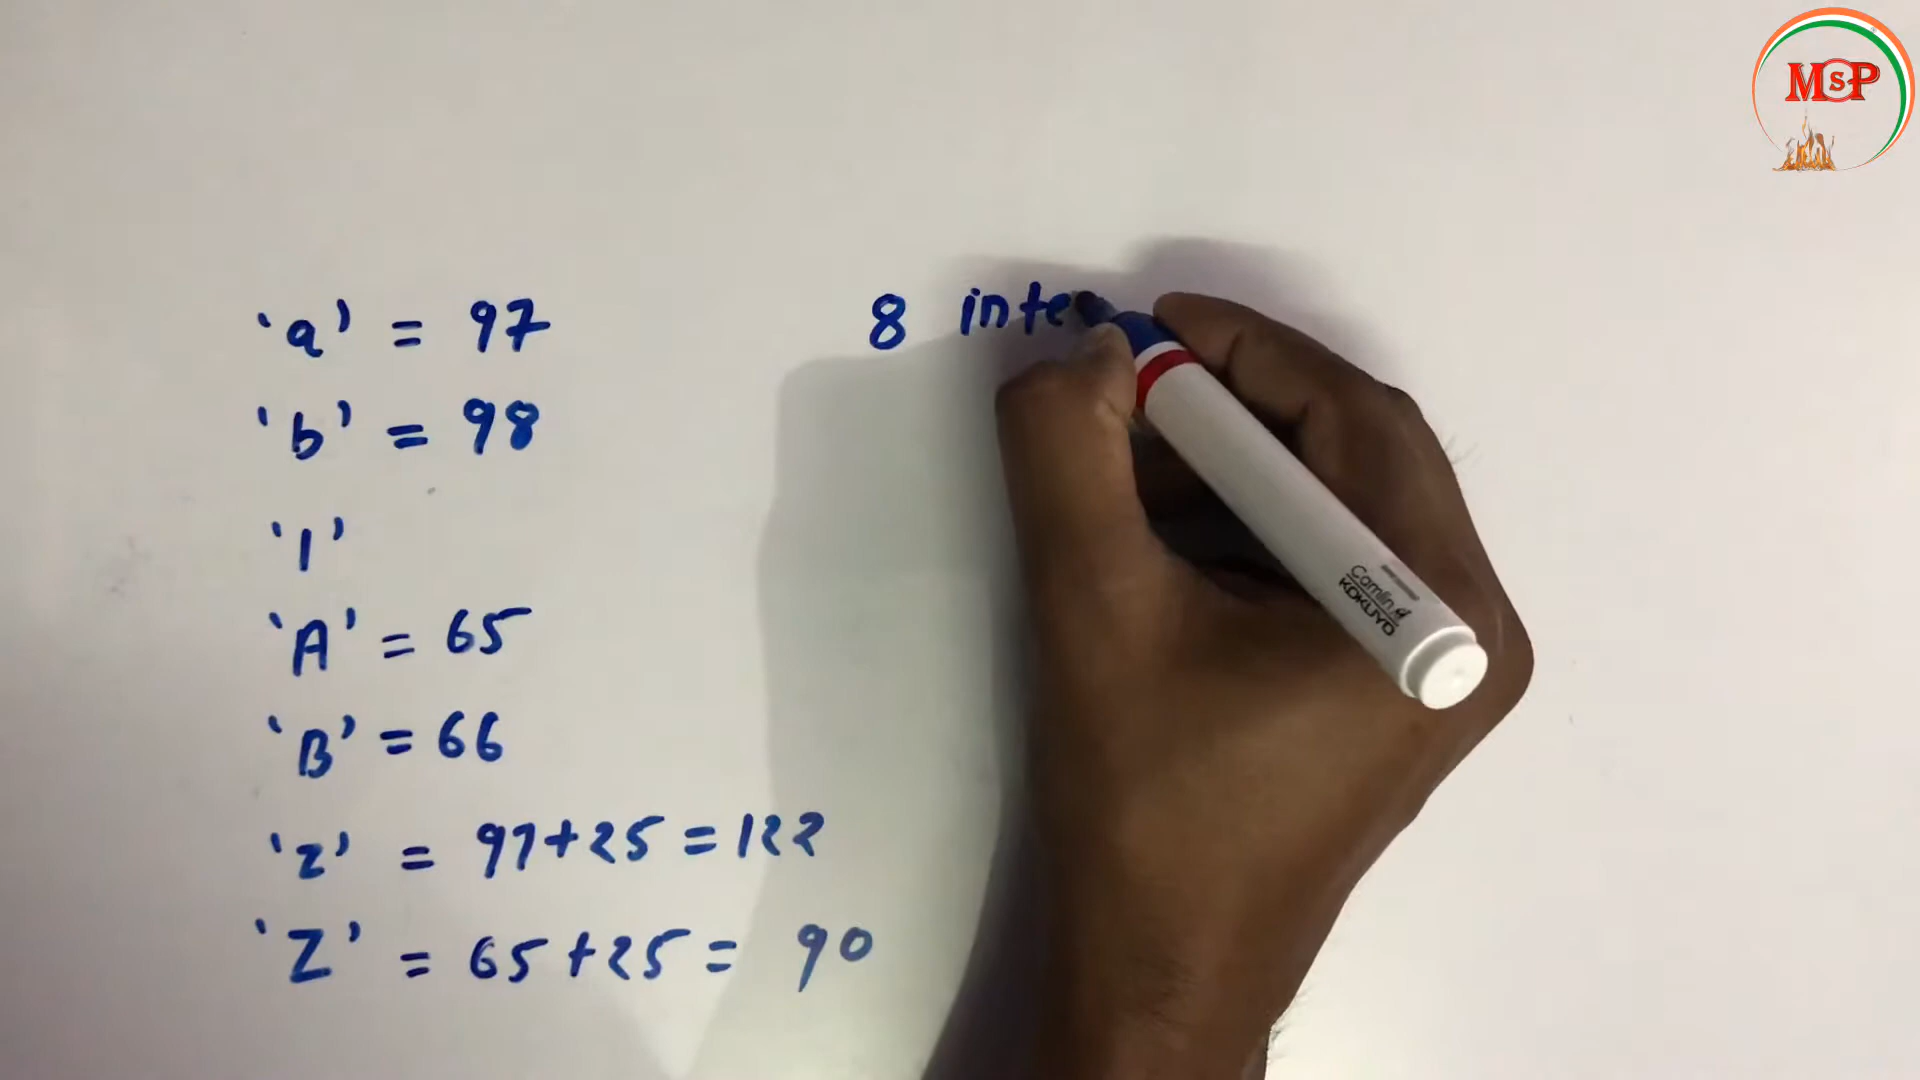 MSP
'a' = 97
8 inte
'b' = 98
'1'
'A' = 65
'B' = 66
'z' = 97+25 = 122
'Z' = 65+25 = 90
Camlin
KOKUYO